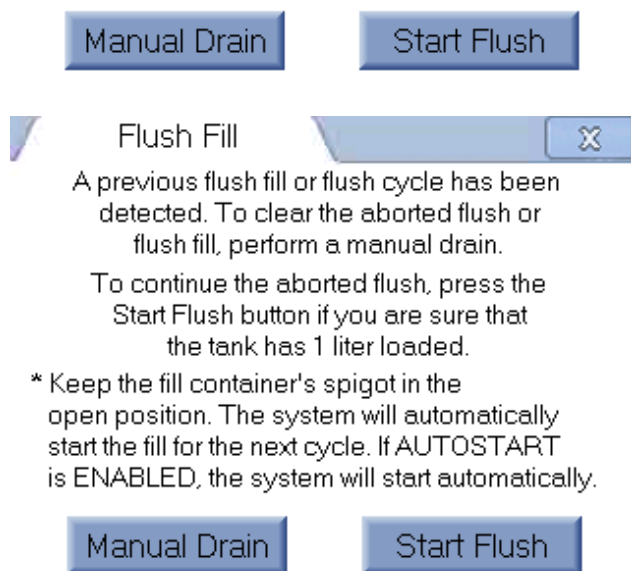 Manual Drain Start Flush
Flush Fill
A previous flush fill or flush cycle has been
detected. To clear the aborted flush or
flush fill, perform a manual drain.
To continue the aborted flush, press the
Start Flush button if you are sure that
the tank has 1 liter loaded.
* Keep the fill container's spigot in the
open position. The system will automatically
start the fill for the next cycle. If AUTOSTART
is ENABLED, the system will start automatically.
Manual Drain Start Flush